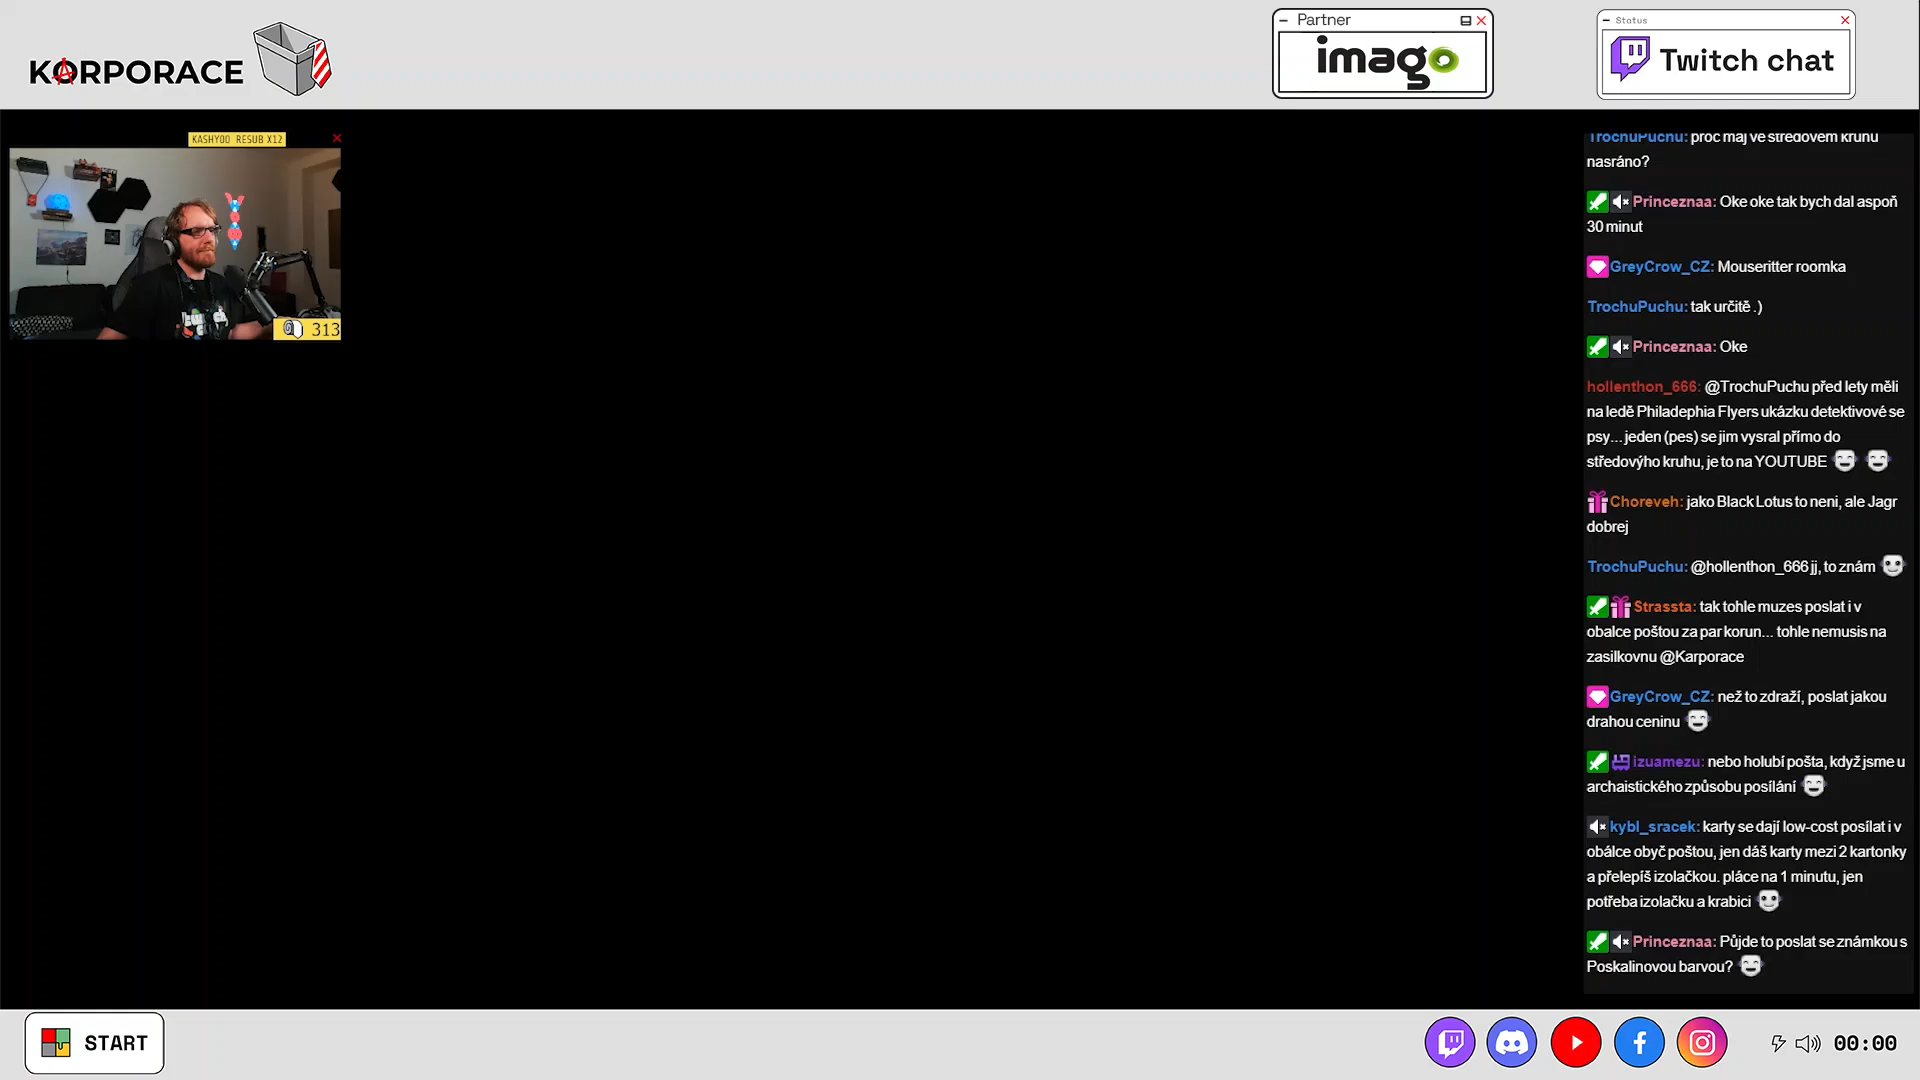 KARPORACE
Partner
imago
Status
Twitch chat
KASHYOO RESUB X12
313
TrochuPuchu: proč maj ve středovém kruhu
nasráno?
Princeznaa: Oke oke tak bych dal aspoň
30 minut
GreyCrow_CZ: Mouseritter roomka
TrochuPuchu: tak určitě .)
Princeznaa: Oke
hollenthon_666: @TrochuPuchu před lety měli
na ledě Philadephia Flyers ukázku detektivové se
psy... jeden (pes) se jim vysral přímo do
středovýho kruhu, je to na YOUTUBE
Choreveh: jako Black Lotus to neni, ale Jagr
dobrej
TrochuPuchu: @hollenthon_666 jj, to znám
Strassta: tak tohle muzes poslat i v
obalce poštou za par korun... tohle nemusis na
zasilkovnu @Karporace
GreyCrow_CZ: než to zdraží, poslat jakou
drahou ceninu
izuamezu: nebo holubí pošta, když jsme u
archaistického způsobu posílání
kybl_sracek: karty se dají low-cost posílat i v
obálce obyč poštou, jen dáš karty mezi 2 kartonky
a přelepíš izolačkou. pláce na 1 minutu, jen
potřeba izolačku a krabici
Princeznaa: Půjde to poslat se známkou s
Poskalinovou barvou?
START
00:00